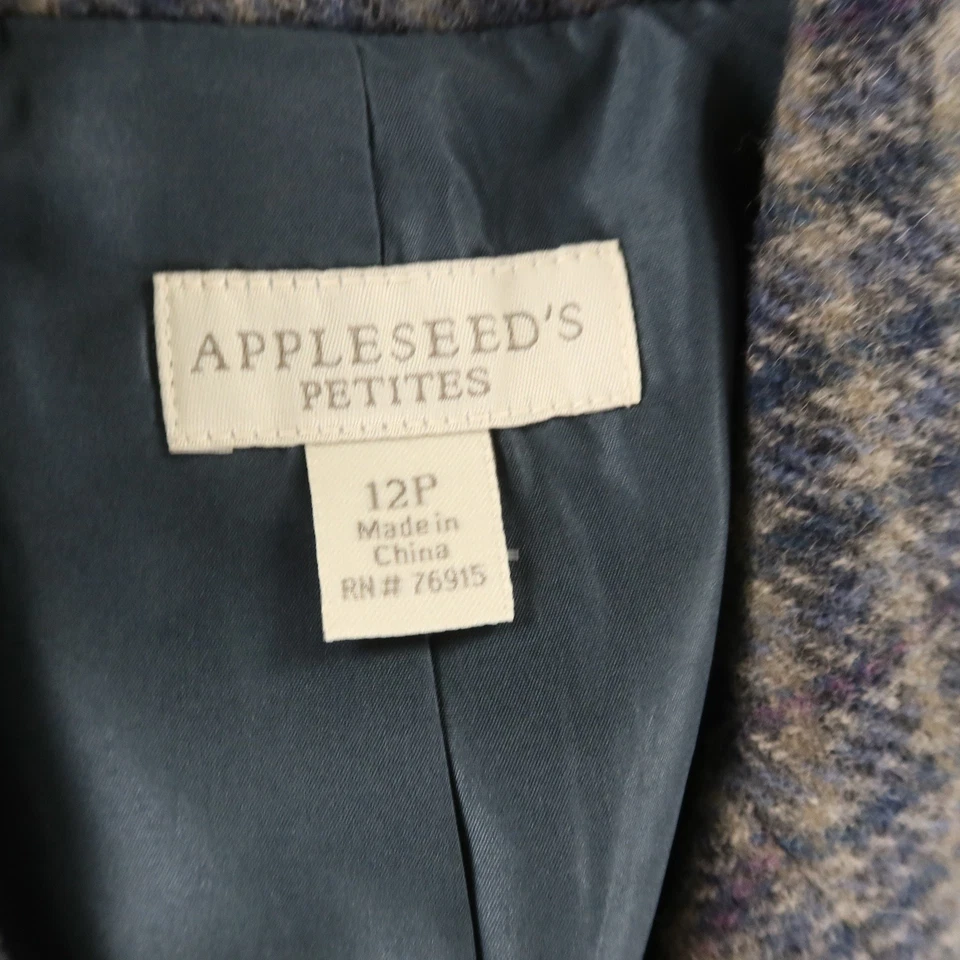 APPLESEED'S
PETITES
12P
Made in
China
RN# 76915